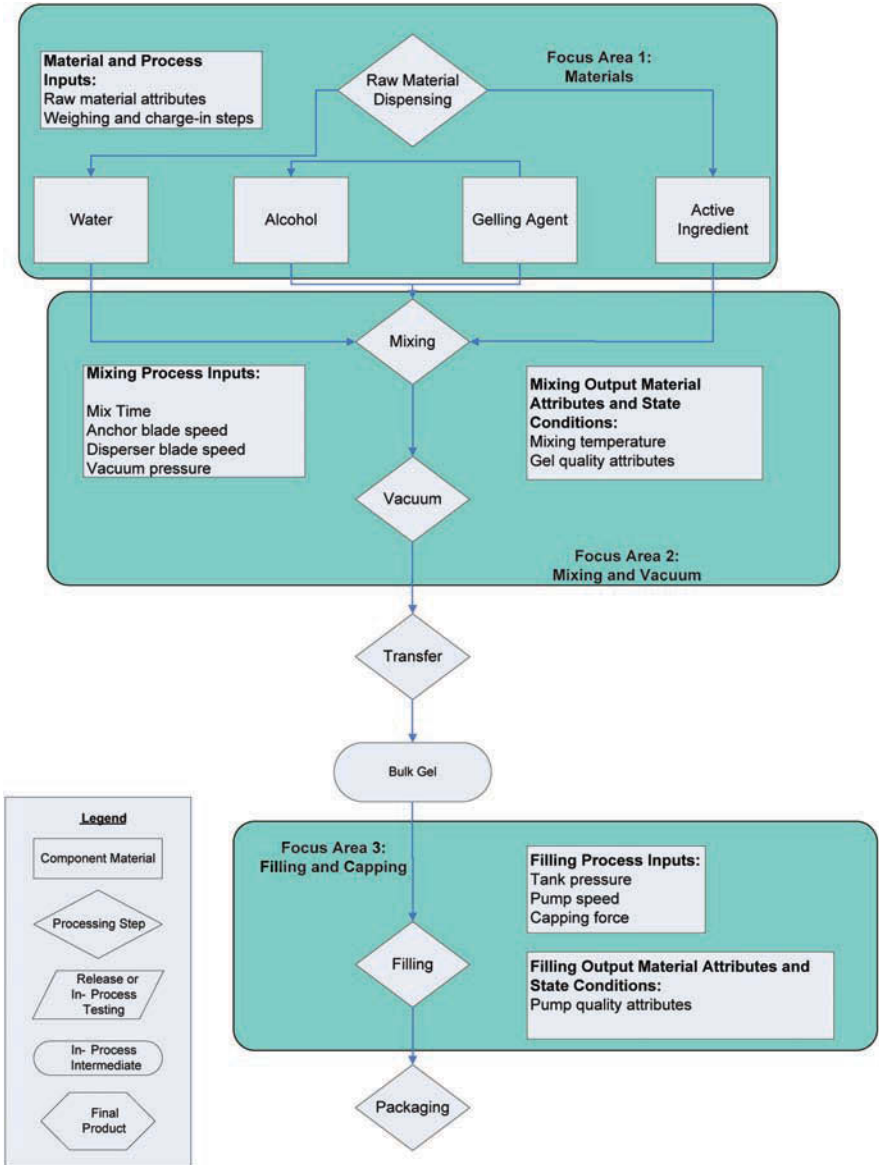 Material and Process
Inputs:
Raw material attributes
Weighing and charge-in steps
Raw Material
Dispensing
Focus Area 1:
Materials
Water
Alcohol
Gelling Agent
Active
Ingredient
Mixing
Mixing Process Inputs:
Mix Time
Anchor blade speed
Disperser blade speed
Vacuum pressure
Mixing Output Material
Attributes and State
Conditions:
Mixing temperature
Gel quality attributes
Vacuum
Focus Area 2:
Mixing and Vacuum
Transfer
Bulk Gel
Legend
Component Material
Processing Step
Release or
In- Process
Testing
In- Process
Intermediate
Final
Product
Focus Area 3:
Filling and Capping
Filling Process Inputs:
Tank pressure
Pump speed
Capping force
Filling
Filling Output Material Attributes and
State Conditions:
Pump quality attributes
Packaging